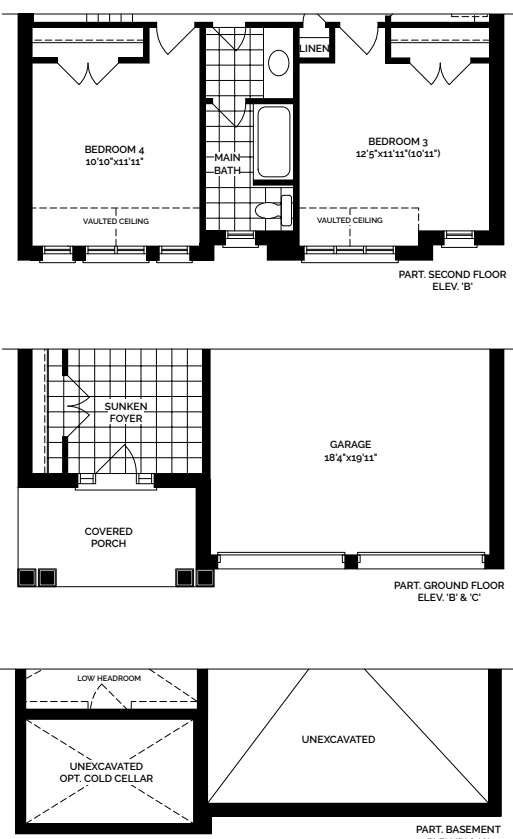 LINEN
BEDROOM 4
10'10"x11'11"
MAIN
BATH
BEDROOM 3
12'5"x11'11"(10'11")
VAULTED CEILING
VAULTED CEILING
PART. SECOND FLOOR
ELEV. 'B'
SUNKEN
FOYER
GARAGE
18'4"x19'11"
COVERED
PORCH
PART. GROUND FLOOR
ELEV. 'B' & 'C'
LOW HEADROOM
UNEXCAVATED
OPT. COLD CELLAR
UNEXCAVATED
PART. BASEMENT